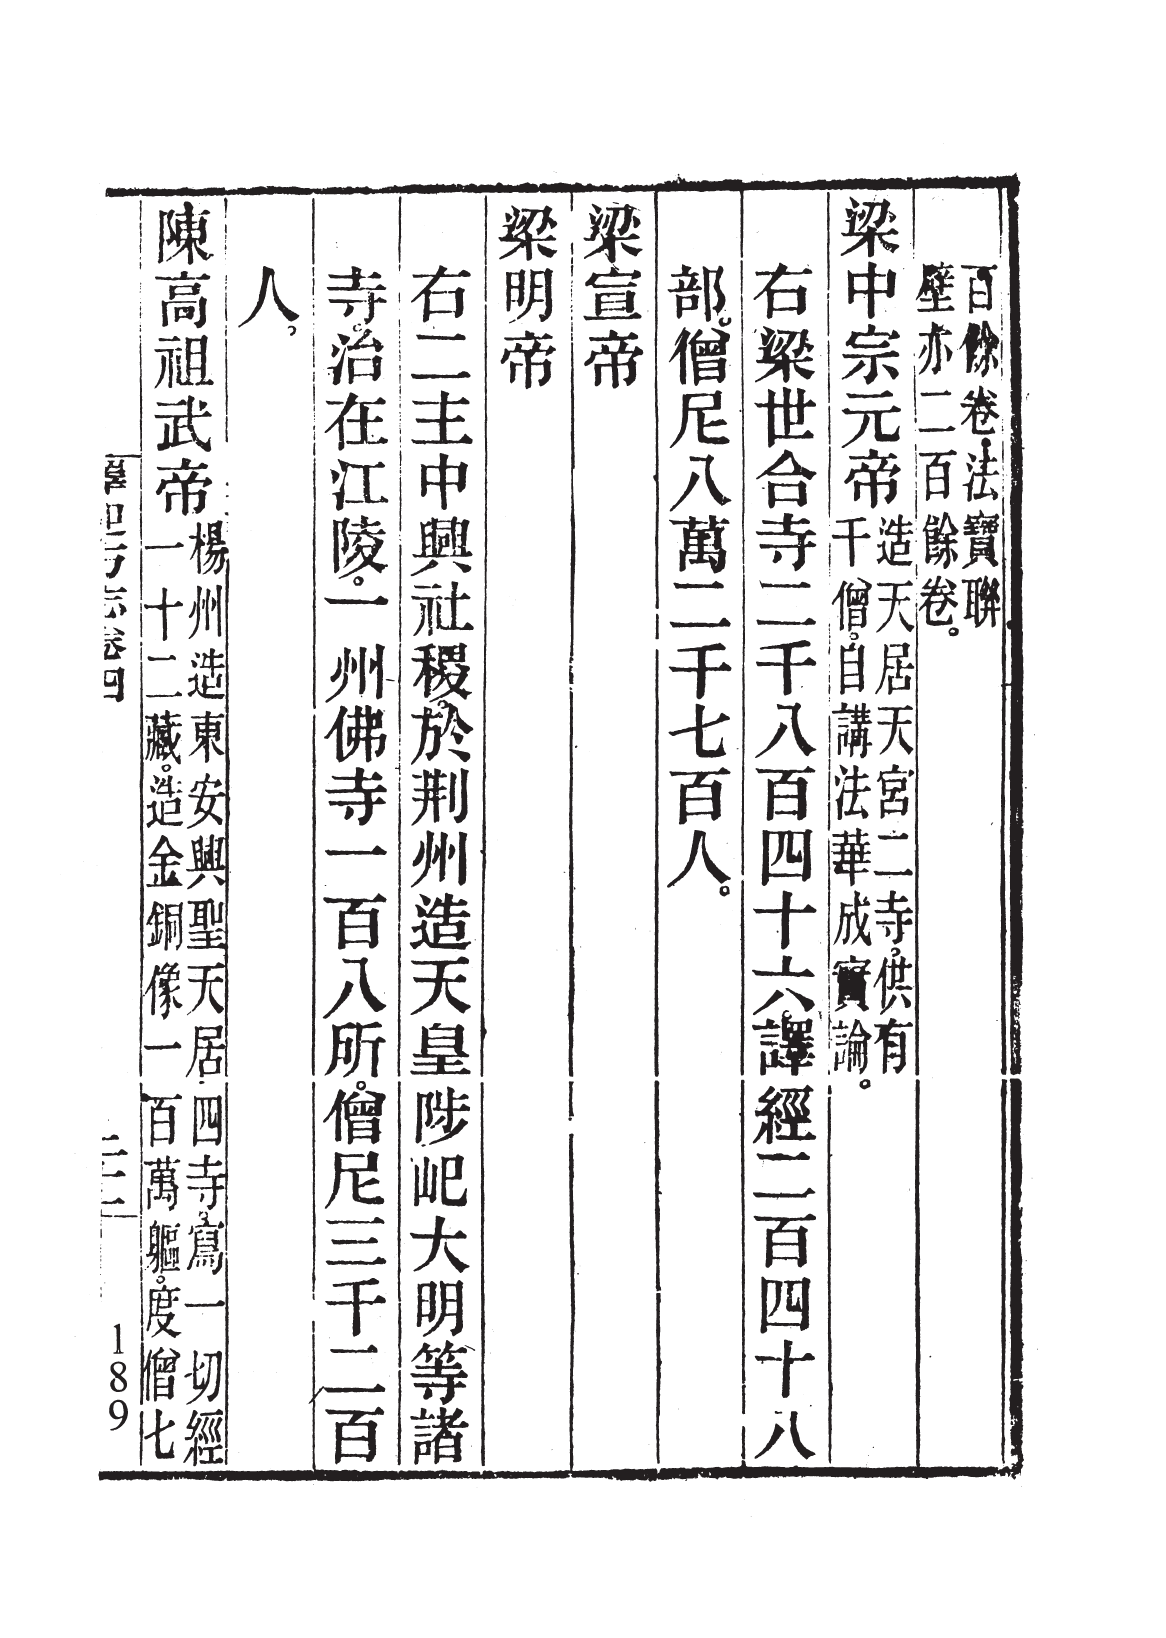 百餘卷法寶聯
壁亦二百餘卷。
梁中宗元帝造天居天宮二寺。供有
千僧。自講法華成實論。
右梁世合寺二千八百四十六。譯經二百四十八
部。僧尼八萬二千七百人。
梁宣帝
梁明帝
右二主中興社稷。於荆州造天皇陟屺大明等諸
寺。治在江陵。一州佛寺一百八所。僧尼三千二百
人。
陳高祖武帝楊州造東安興聖天居四寺。寫一切經
一十二藏。造金銅像一百萬軀。度僧七
卷四
189